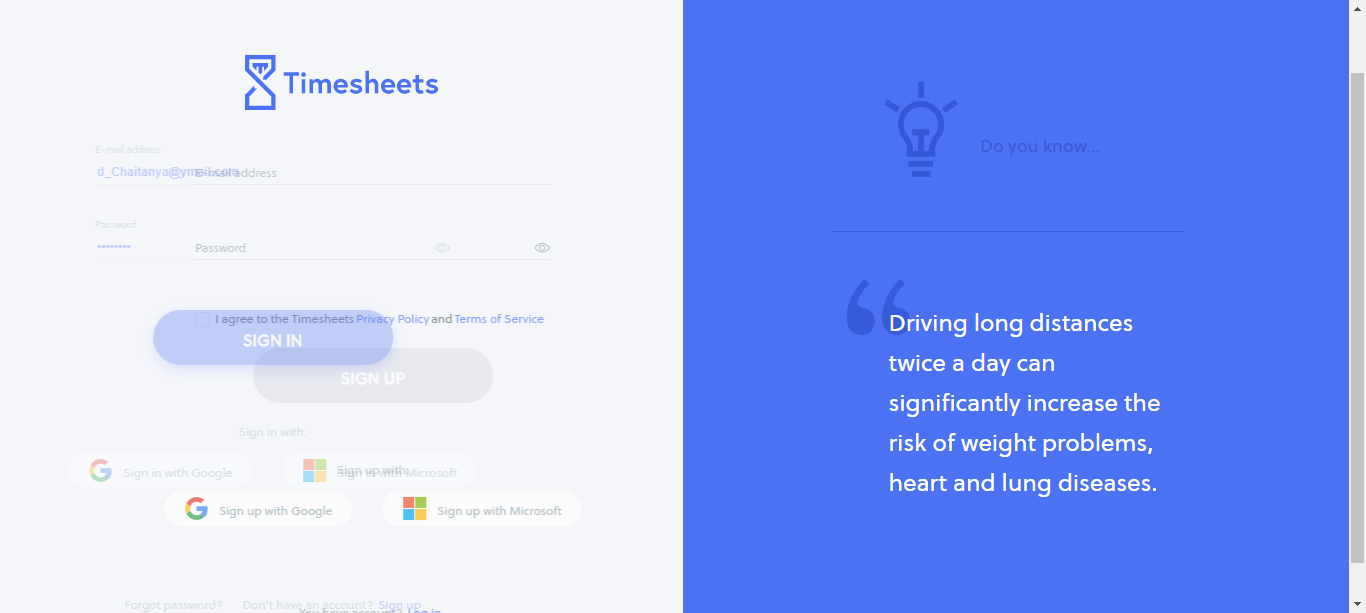 Timesheets
E-mail address
d_Chaitanya@ymail.com
E-mail address
Password
••••••••
Password
I agree to the Timesheets Privacy Policy and Terms of Service
SIGN IN
SIGN UP
Sign in with:
Sign in with Google
Sign in with Microsoft
Sign up with:
Sign up with Google
Sign up with Microsoft
Forgot password?
Don't have an account? Sign up
You have account? Log in
Do you know...
“
Driving long distances
twice a day can
significantly increase the
risk of weight problems,
heart and lung diseases.